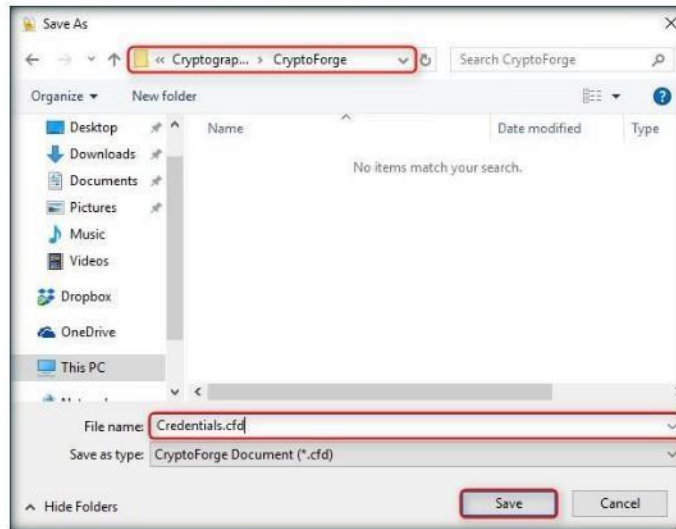 Save As
« Cryptograp... › CryptoForge
Search CryptoForge
Organize
New folder
Name
Date modified
Type
No items match your search.
Desktop
Downloads
Documents
Pictures
Music
Videos
Dropbox
OneDrive
This PC
File name: Credentials.cfd
Save as type: CryptoForge Document (*.cfd)
Hide Folders
Save
Cancel